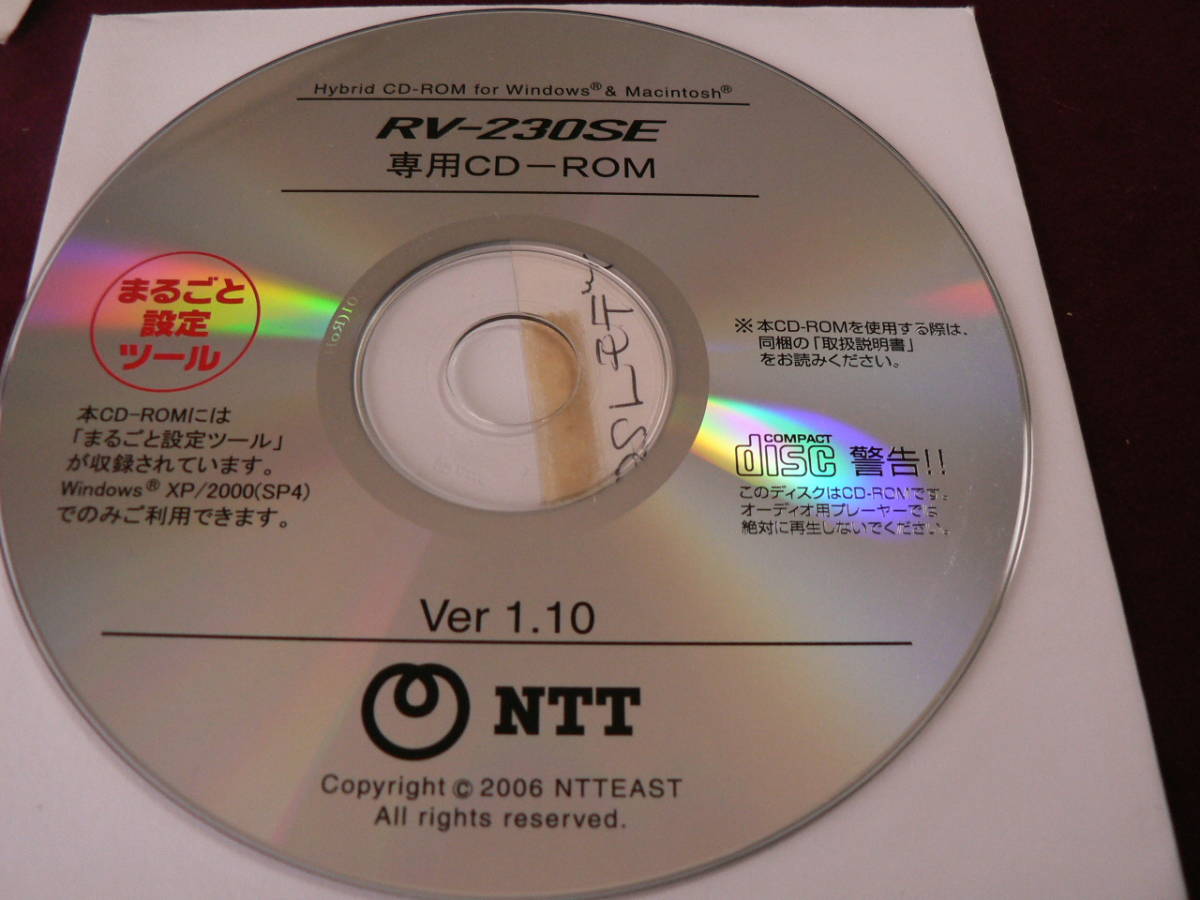 Hybrid CD-ROM for Windows® & Macintosh®
RV-230SE
専用CD-ROM
まるごと
設定
ツール
本CD-ROMには
「まるごと設定ツール」
が収録されています。
Windows® XP/2000(SP4)
でのみご利用できます。
※本CD-ROMを使用する際は、
同梱の「取扱説明書」
をお読みください。
COMPACT
disc
警告!!
このディスクはCD-ROMです。
オーディオ用プレーヤーでは
絶対に再生しないでください。
Ver 1.10
NTT
Copyright © 2006 NTTEAST
All rights reserved.